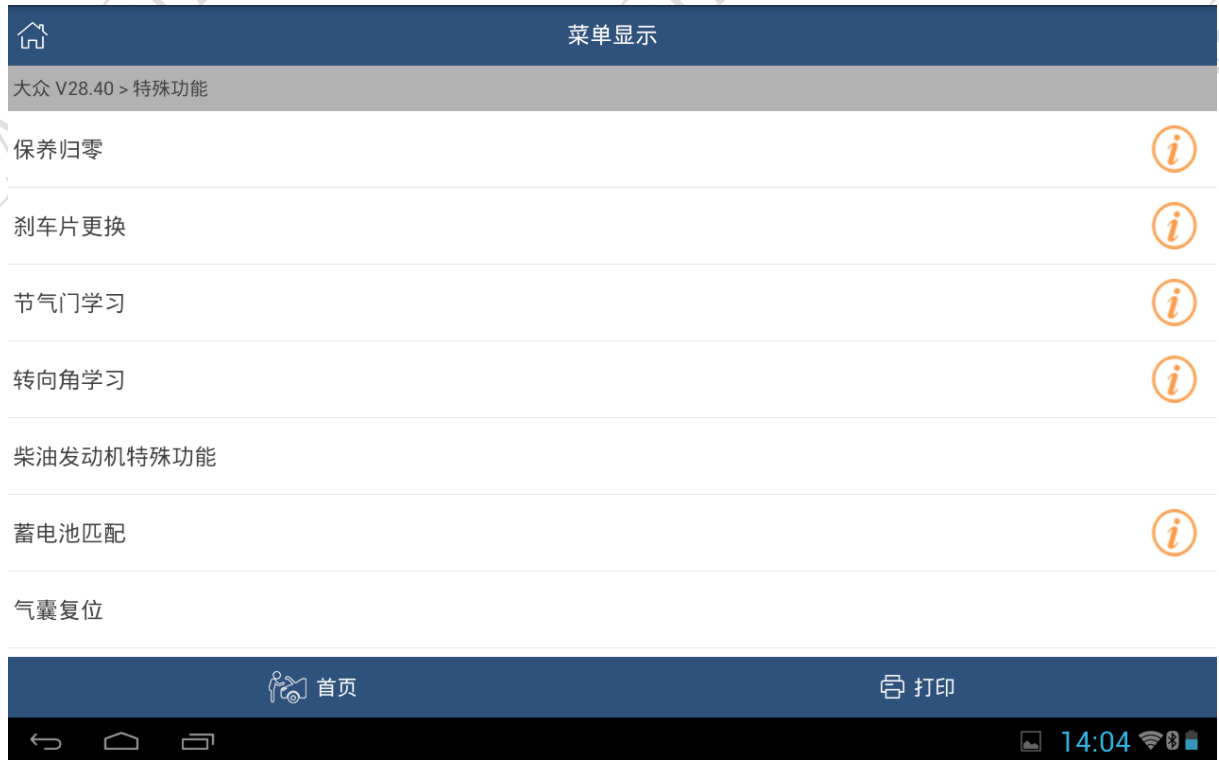 菜单显示
大众 V28.40 > 特殊功能
保养归零
刹车片更换
节气门学习
转向角学习
柴油发动机特殊功能
蓄电池匹配
气囊复位
首页 打印
14:04